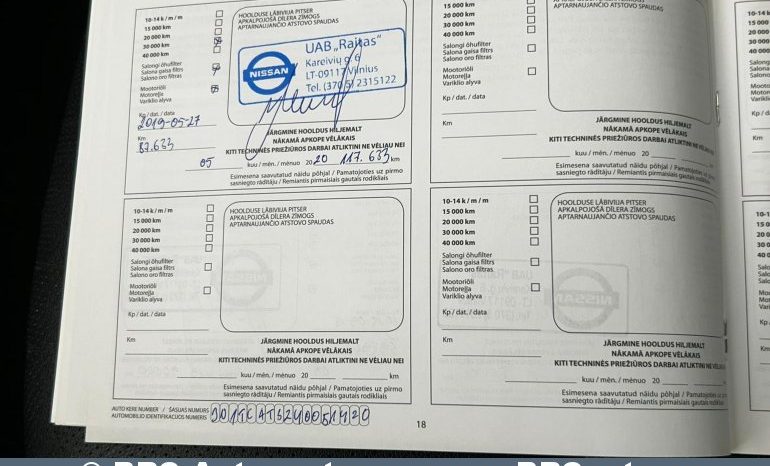 10-14 k / m / m
15 000 km
20 000 km
30 000 km
40 000 km
Salongi õhufilter
Salona gaisa filtrs
Salono oro filtras
Mootoriõli
Motoreļļa
Variklio alyva
Kp / dat. / data
2019-05-27
Km
87.633
HOOLDUSE LÄBIVIIJA PITSER
APKALPOJOŠĀ DĪLERA ZĪMOGS
APTARNAUJANČIO ATSTOVO SPAUDAS
NISSAN
UAB „Rajtas"
Kareivių g. 6
LT-09117 Vilnius
Tel. (370 5) 2315122
JÄRGMINE HOOLDUS HILJEMALT
NĀKAMĀ APKOPE VĒLĀKAIS
KITI TECHNINĖS PRIEŽIŪROS DARBAI ATLIKTINI NE VĖLIAU NEI
05 kuu / mēn. / mėnuo 2020 117.633 km
Esimesena saavutatud näidu põhjal / Pamatojoties uz pirmo
sasniegto rādītāju / Remiantis pirmaisiais gautais rodikliais
15 000 km
20 000 km
30 000 km
40 000 km
Salongi õhufilter
Salona gaisa filtrs
Salono oro filtras
Mootoriõli
Motoreļļa
Variklio alyva
Kp / dat. / data
Km
APTARNAUJANČIO ATSTOVO SPAUDAS
JÄRGMINE HOOLDUS HILJEMALT
NĀKAMĀ APKOPE VĒLĀKAIS
KITI TECHNINĖS PRIEŽIŪROS DARBAI ATLIKTINI NE VĖLIAU NEI
kuu / mēn. / mėnuo 20
Esimesena saavutatud näidu põhjal / Pamatojoties uz pirmo
sasniegto rādītāju / Remiantis pirmaisiais gautais rodikliais
10-14 k / m / m
15 000 km
20 000 km
30 000 km
40 000 km
Salongi õhufilter
Salona gaisa filtrs
Salono oro filtras
Mootoriõli
Motoreļļa
Variklio alyva
Kp / dat. / data
Km
HOOLDUSE LÄBIVIIJA PITSER
APKALPOJOŠĀ DĪLERA ZĪMOGS
APTARNAUJANČIO ATSTOVO SPAUDAS
JÄRGMINE HOOLDUS HILJEMALT
NĀKAMĀ APKOPE VĒLĀKAIS
KITI TECHNINĖS PRIEŽIŪROS DARBAI ATLIKTINI NE VĖLIAU NEI
kuu / mēn. / mėnuo 20 km
Esimesena saavutatud näidu põhjal / Pamatojoties uz pirmo
sasniegto rādītāju / Remiantis pirmaisiais gautais rodikliais
10-14 k / m / m
15 000 km
20 000 km
30 000 km
40 000 km
Salongi õhufilter
Salona gaisa filtrs
Salono oro filtras
Mootoriõli
Motoreļļa
Variklio alyva
Kp / dat. / data
Km
HOOLDUSE LÄBIVIIJA PITSER
APKALPOJOŠĀ DĪLERA ZĪMOGS
APTARNAUJANČIO ATSTOVO SPAUDAS
JÄRGMINE HOOLDUS HILJEMALT
NĀKAMĀ APKOPE VĒLĀKAIS
KITI TECHNINĖS PRIEŽIŪROS DARBAI ATLIKTINI NE VĖLIAU
kuu / mēn. / mėnuo 20
Esimesena saavutatud näidu põhjal / Pamatojoties uz pirmo
sasniegto rādītāju / Remiantis pirmaisiais gautais rodikliais
AUTO KERE NUMBER / ŠASIJAS NUMURS
AUTOMOBILIO IDENTIFIKACIJOS NUMERIS
18